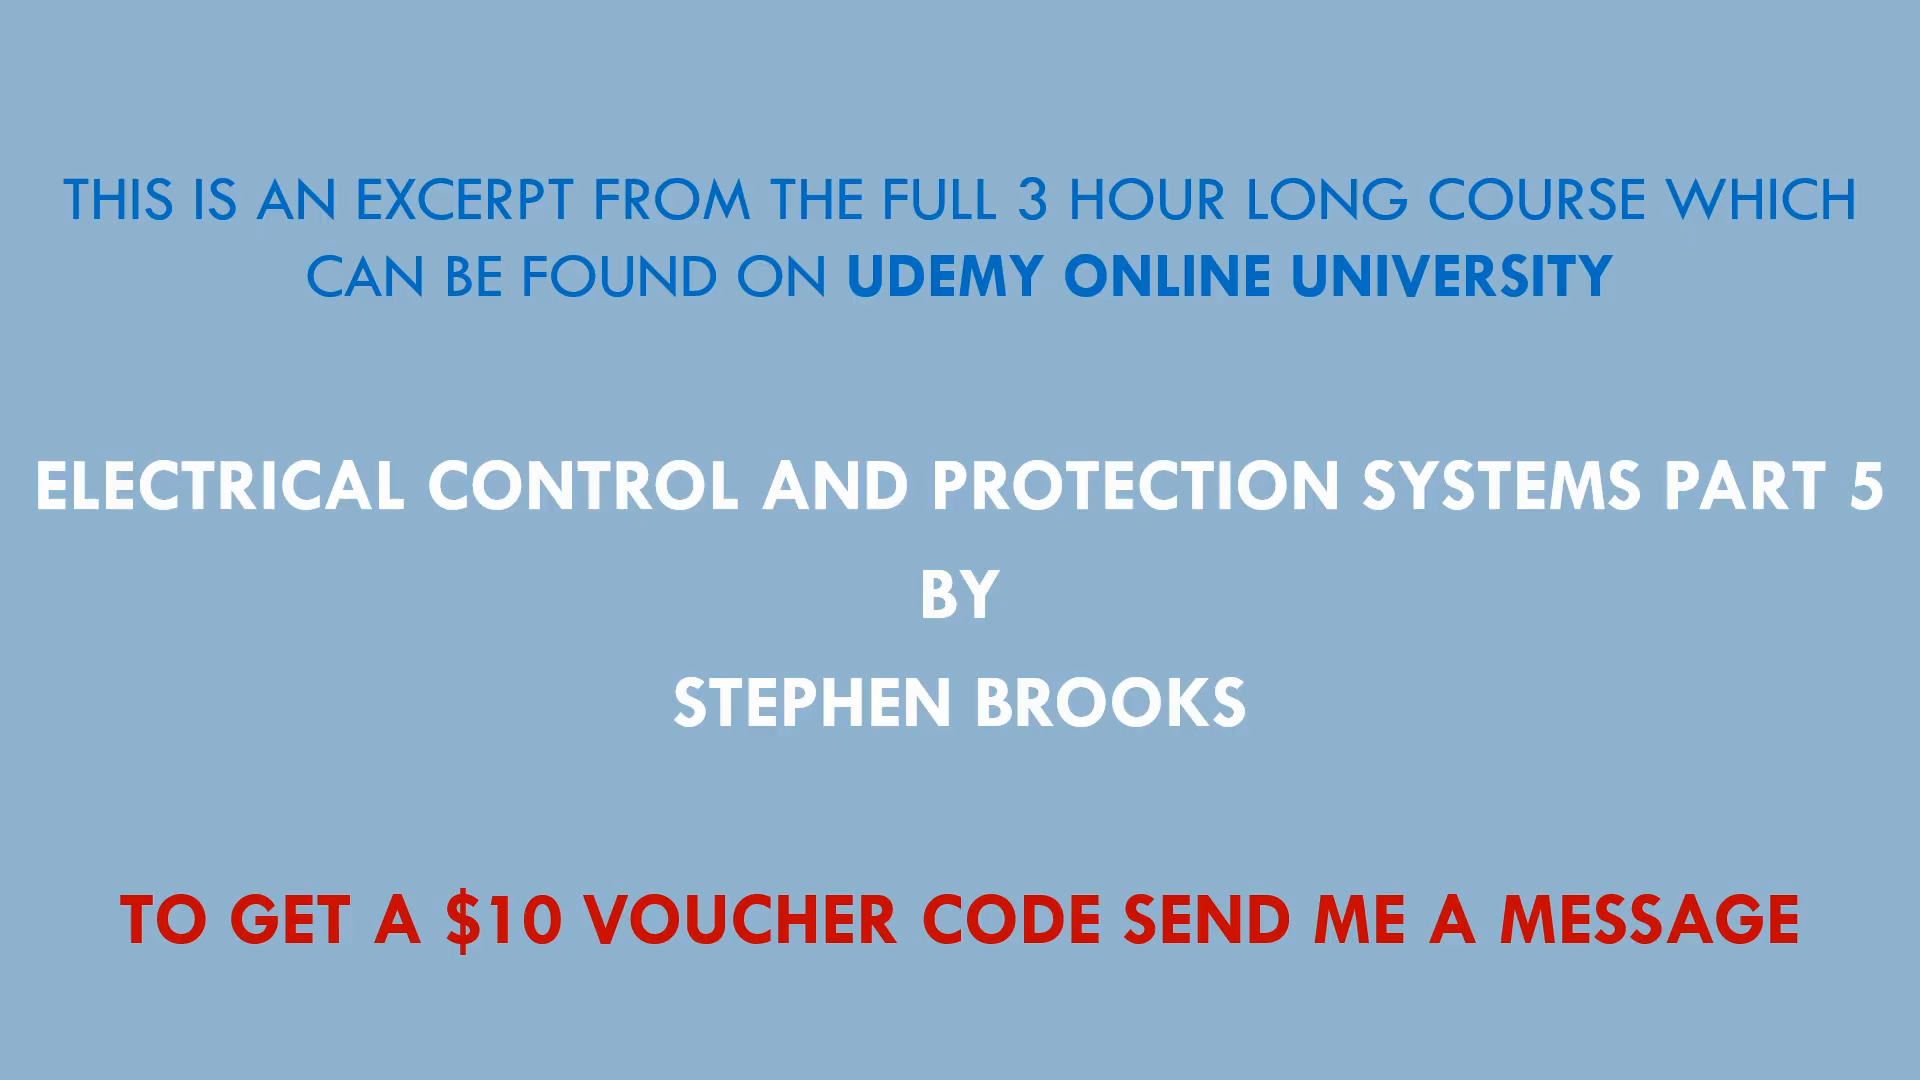 THIS IS AN EXCERPT FROM THE FULL 3 HOUR LONG COURSE WHICH
CAN BE FOUND ON UDEMY ONLINE UNIVERSITY
ELECTRICAL CONTROL AND PROTECTION SYSTEMS PART 5
BY
STEPHEN BROOKS
TO GET A $10 VOUCHER CODE SEND ME A MESSAGE